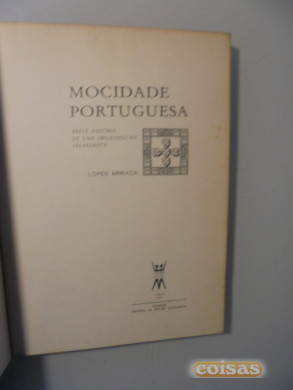 MOCIDADE
PORTUGUESA
BREVE HISTÓRIA
DE UMA ORGANIZAÇÃO
SALAZARISTA
LOPES ARRIAGA
M
coisas